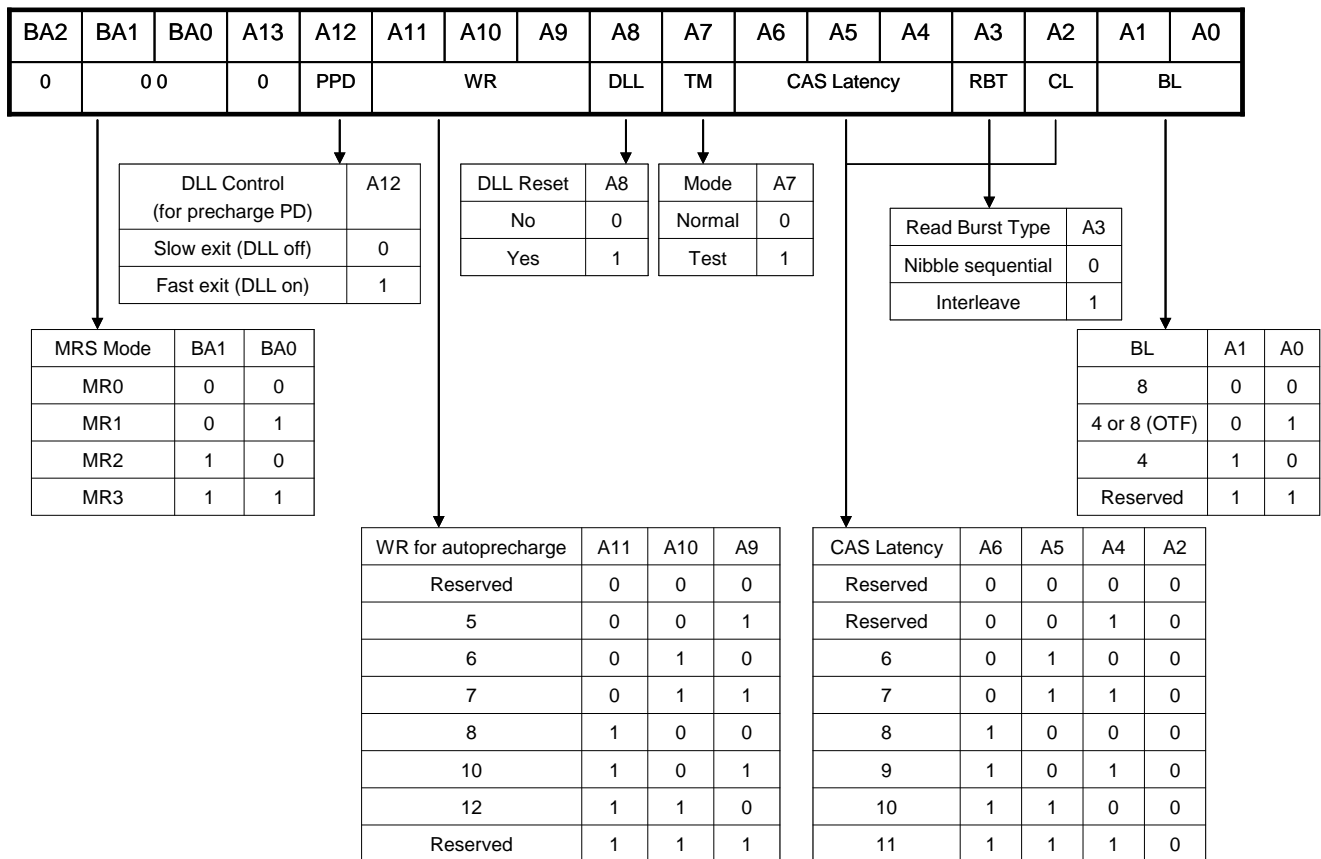 BA2 BA1 BA0 A13 A12 A11 A10 A9 A8 A7 A6 A5 A4 A3 A2 A1 A0
0 0 0 0 PPD WR DLL TM CAS Latency RBT CL BL
DLL Control (for precharge PD) A12
Slow exit (DLL off) 0
Fast exit (DLL on) 1
DLL Reset A8
No 0
Yes 1
Mode A7
Normal 0
Test 1
Read Burst Type A3
Nibble sequential 0
Interleave 1
MRS Mode BA1 BA0
MR0 0 0
MR1 0 1
MR2 1 0
MR3 1 1
BL A1 A0
8 0 0
4 or 8 (OTF) 0 1
4 1 0
Reserved 1 1
WR for autoprecharge A11 A10 A9
Reserved 0 0 0
5 0 0 1
6 0 1 0
7 0 1 1
8 1 0 0
10 1 0 1
12 1 1 0
Reserved 1 1 1
CAS Latency A6 A5 A4 A2
Reserved 0 0 0 0
Reserved 0 0 1 0
6 0 1 0 0
7 0 1 1 0
8 1 0 0 0
9 1 0 1 0
10 1 1 0 0
11 1 1 1 0